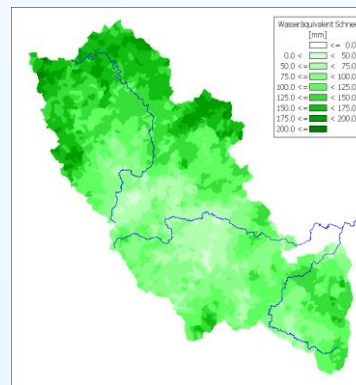 Wasseräquivalent Schnee
[mm]
<= 0.0
0.0 < <= 50.0
50.0 <= < 75.0
75.0 <= < 100.0
100.0 <= < 125.0
125.0 <= < 150.0
150.0 <= < 175.0
175.0 <= < 200.0
200.0 <=